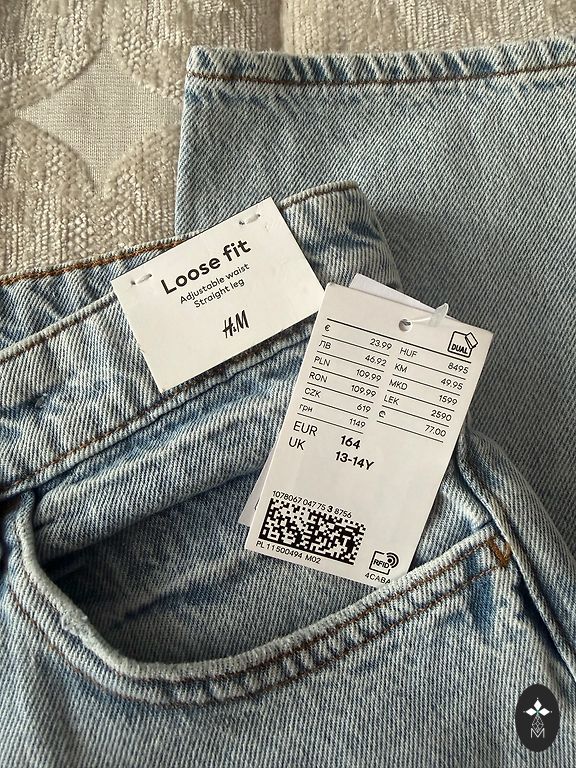 Loose fit
Adjustable waist
Straight leg
H&M
DUAL
€ 23.99 HUF 8495
ЛВ 46.92 KM 49.95
PLN 109.99 MKD 1599
RON 109.99 LEK 2590
CZK 619 ₾ 77.00
грн 1149
EUR 164
UK 13-14Y
1078067 04775 3 8756
PL 11500494 M02
RFID
4CABA
M